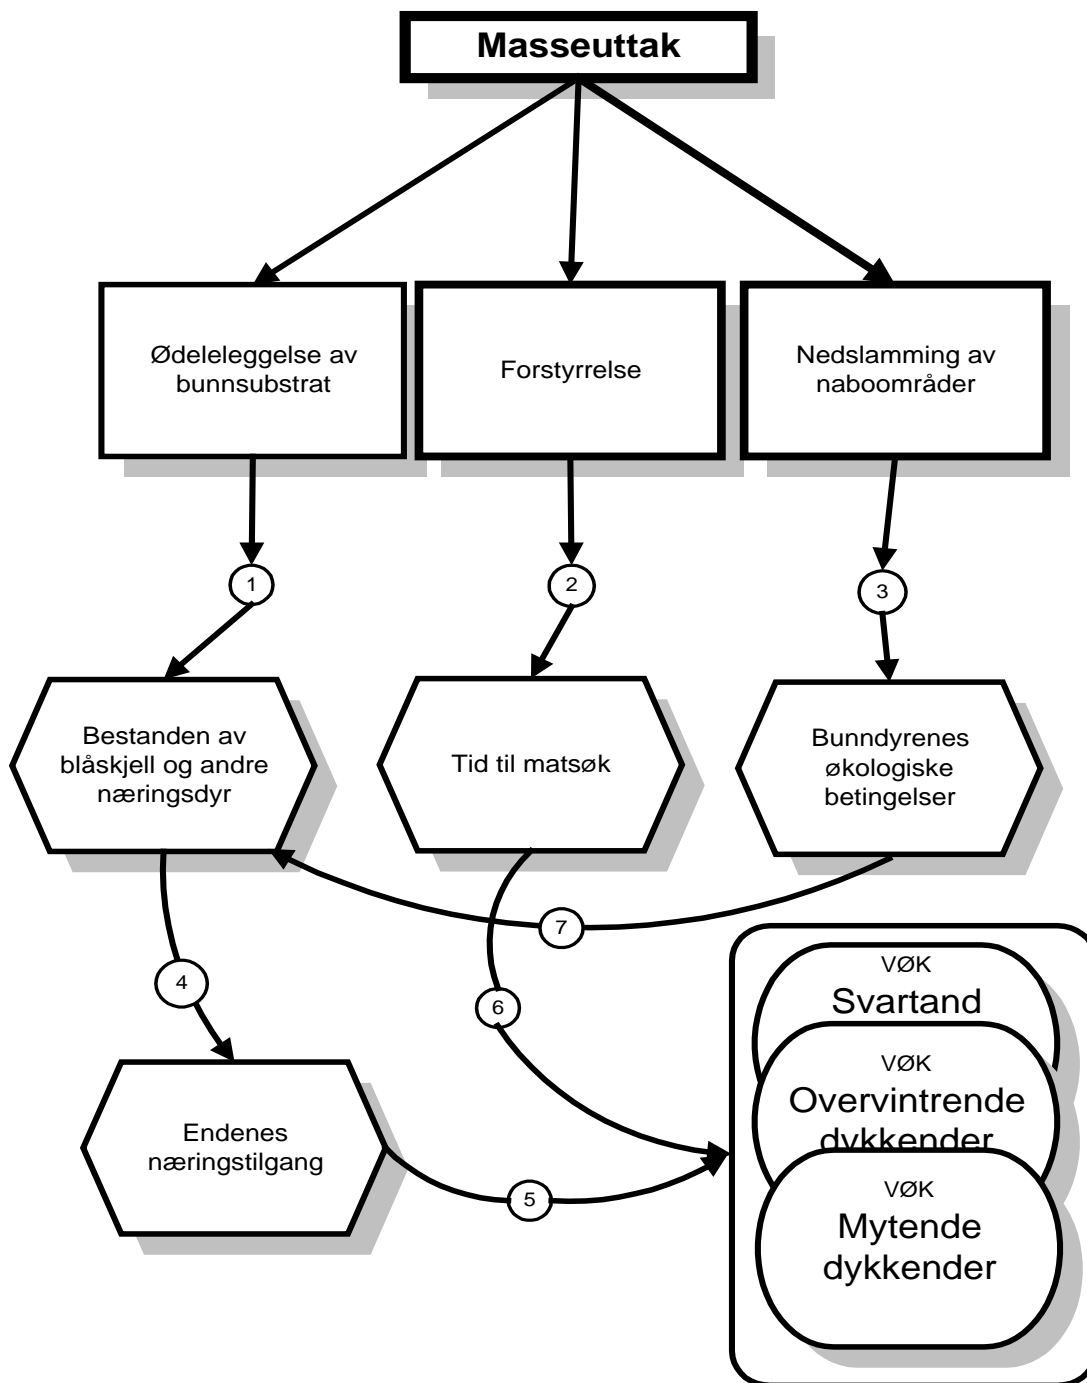 Masseuttak
Ødeleleggelse av
bunnsubstrat
Forstyrrelse
Nedslamming av
naboområder
1
2
3
Bestanden av
blåskjell og andre
næringsdyr
Tid til matsøk
Bunndyrenes
økologiske
betingelser
7
4
6
VØK
Svartand
VØK
Overvintrende
dykkender
Endenes
næringstilgang
5
VØK
Mytende
dykkender